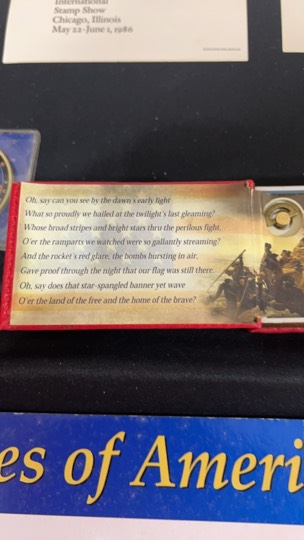 International
Stamp Show
Chicago, Illinois
May 22-June 1, 1986
Oh, say can you see by the dawn's early light
What so proudly we hailed at the twilight's last gleaming?
Whose broad stripes and bright stars thru the perilous fight,
O'er the ramparts we watched were so gallantly streaming?
And the rocket's red glare, the bombs bursting in air,
Gave proof through the night that our flag was still there.
Oh, say does that star-spangled banner yet wave
O'er the land of the free and the home of the brave?
es of Ameri